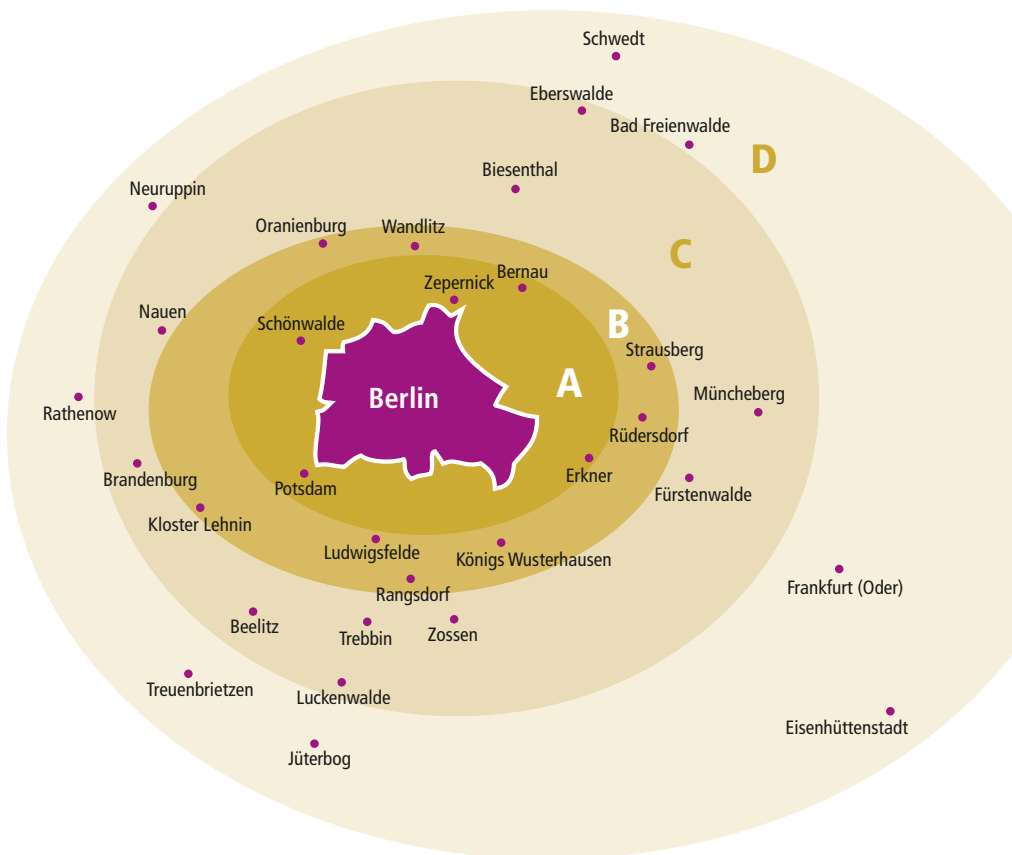 Schwedt
Eberswalde
Bad Freienwalde
D
Biesenthal
Neuruppin
Oranienburg
Wandlitz
C
Bernau
Zepernick
Nauen
Schönwalde
B
Strausberg
A
Berlin
Müncheberg
Rathenow
Rüdersdorf
Brandenburg
Potsdam
Erkner
Fürstenwalde
Kloster Lehnin
Ludwigsfelde
Königs Wusterhausen
Frankfurt (Oder)
Rangsdorf
Beelitz
Trebbin
Zossen
Treuenbrietzen
Luckenwalde
Eisenhüttenstadt
Jüterbog